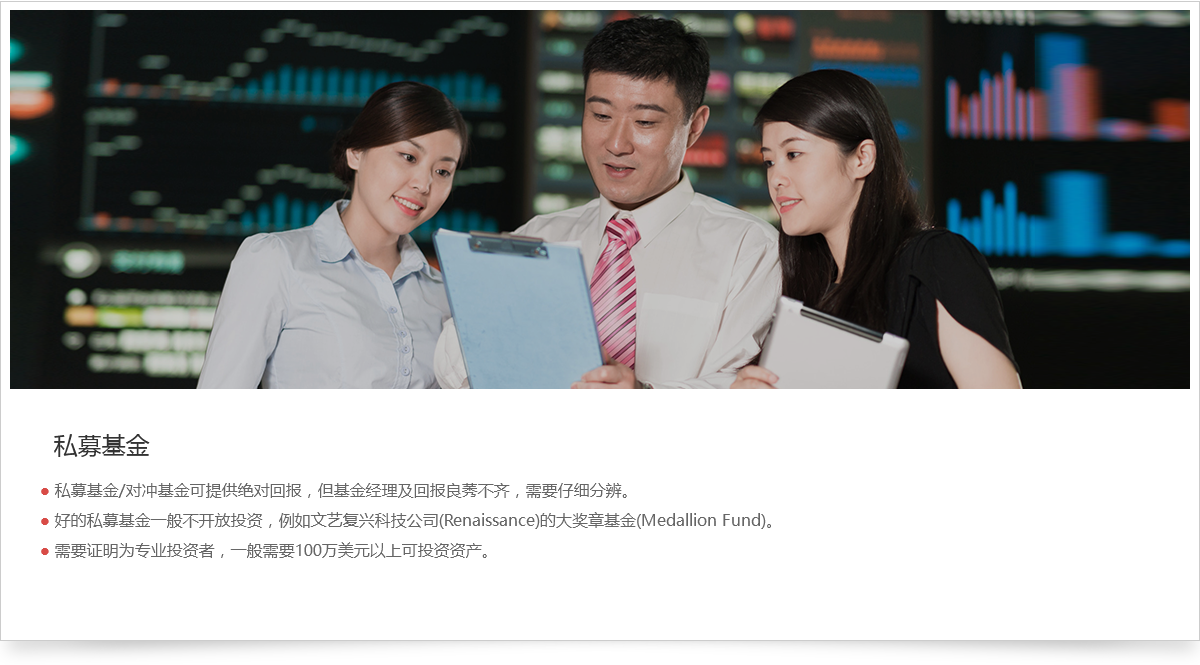 私募基金
私募基金/对冲基金可提供绝对回报，但基金经理及回报良莠不齐，需要仔细分辨。
好的私募基金一般不开放投资，例如文艺复兴科技公司(Renaissance)的大奖章基金(Medallion Fund)。
需要证明为专业投资者，一般需要100万美元以上可投资资产。